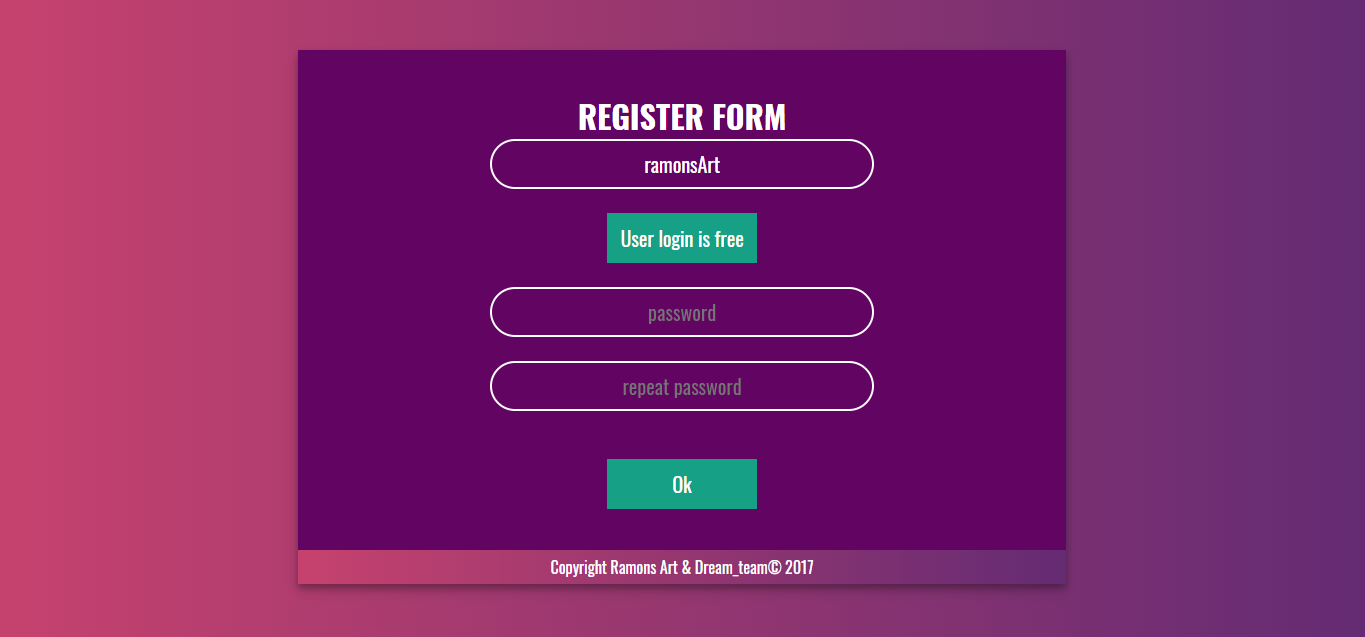 REGISTER FORM
ramonsArt
User login is free
password
repeat password
Ok
Copyright Ramons Art & Dream_team© 2017